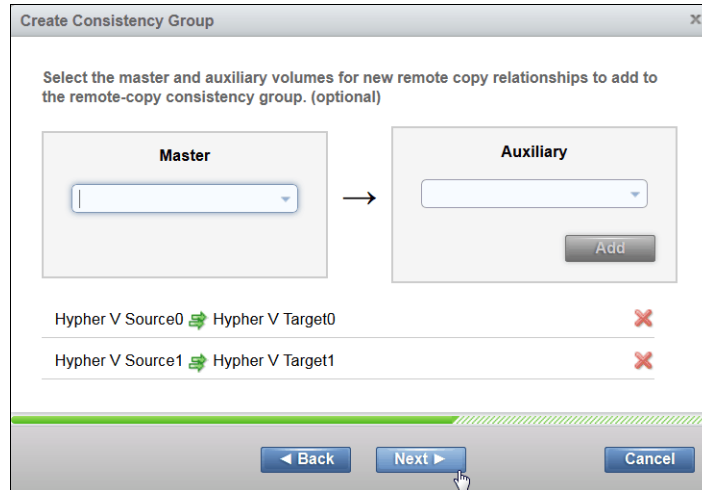 Create Consistency Group
x
Select the master and auxiliary volumes for new remote copy relationships to add to
the remote-copy consistency group. (optional)
Master
Auxiliary
Add
Hypher V Source0 Hypher V Target0
Hypher V Source1 Hypher V Target1
Back Next Cancel